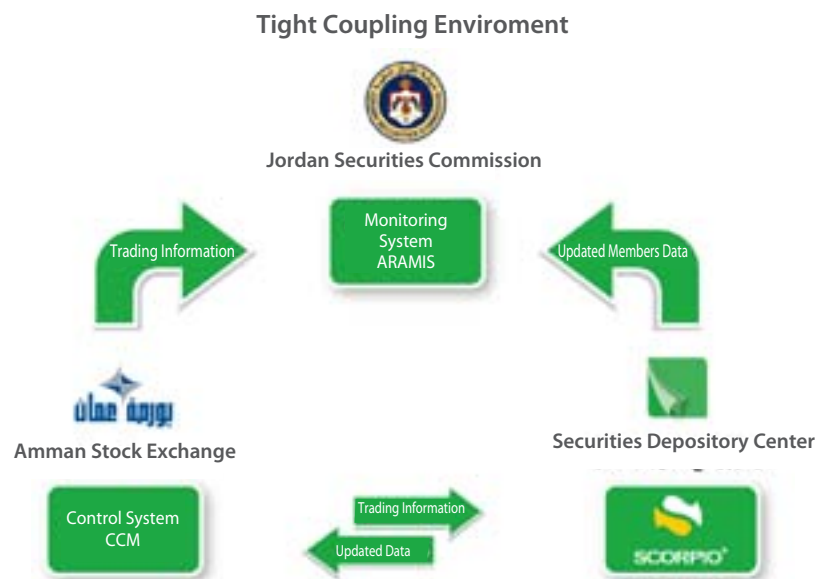 Tight Coupling Enviroment
Jordan Securities Commission
Trading Information
Monitoring
System
ARAMIS
Updated Members Data
بورصة عمان
Amman Stock Exchange
Securities Depository Center
Control System
CCM
Trading Information
Updated Data
SCORPIO+